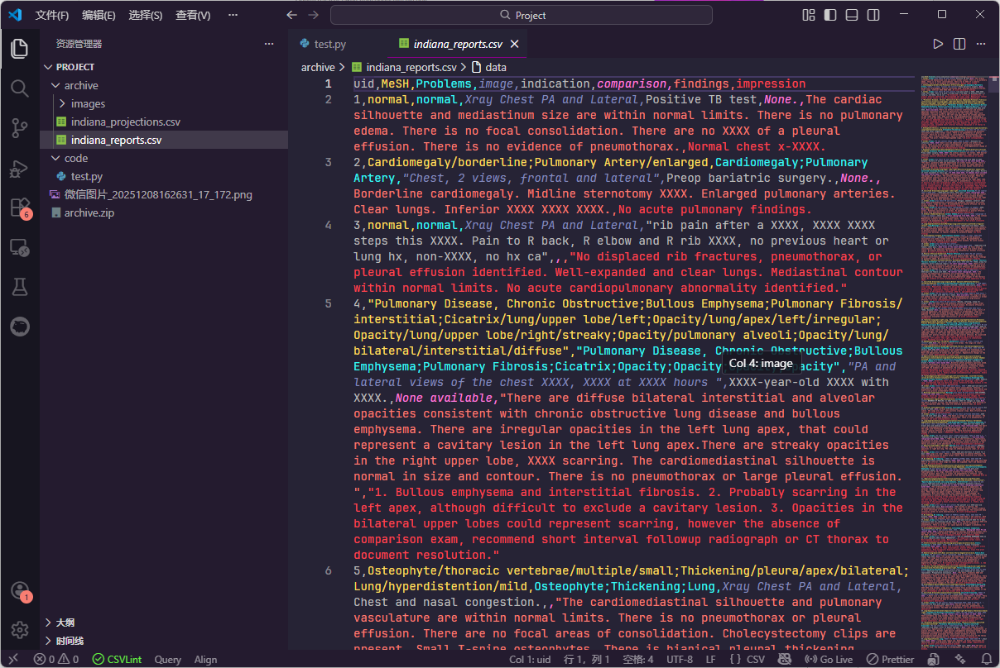 文件(F) 编辑(E) 选择(S) 查看(V) ··· Project
资源管理器 ···
PROJECT
archive
images
indiana_projections.csv
indiana_reports.csv
code
test.py
微信图片_20251208162631_17_172.png
archive.zip
大纲
时间线
6
1
test.py indiana_reports.csv
archive > indiana_reports.csv > data
1 uid,MeSH,Problems,image,indication,comparison,findings,impression
2 1,normal,normal,Xray Chest PA and Lateral,Positive TB test,None.,The cardiac
silhouette and mediastinum size are within normal limits. There is no pulmonary
edema. There is no focal consolidation. There are no XXXX of a pleural
effusion. There is no evidence of pneumothorax.,Normal chest x-XXXX.
3 2,Cardiomegaly/borderline;Pulmonary Artery/enlarged,Cardiomegaly;Pulmonary
Artery,"Chest, 2 views, frontal and lateral",Preop bariatric surgery.,None.,
Borderline cardiomegaly. Midline sternotomy XXXX. Enlarged pulmonary arteries.
Clear lungs. Inferior XXXX XXXX XXXX.,No acute pulmonary findings.
4 3,normal,normal,Xray Chest PA and Lateral,"rib pain after a XXXX, XXXX XXXX
steps this XXXX. Pain to R back, R elbow and R rib XXXX, no previous heart or
lung hx, non-XXXX, no hx ca",,,"No displaced rib fractures, pneumothorax, or
pleural effusion identified. Well-expanded and clear lungs. Mediastinal contour
within normal limits. No acute cardiopulmonary abnormality identified."
5 4,"Pulmonary Disease, Chronic Obstructive;Bullous Emphysema;Pulmonary Fibrosis/
interstitial;Cicatrix/lung/upper lobe/left;Opacity/lung/apex/left/irregular;
Opacity/lung/upper lobe/right/streaky;Opacity/pulmonary alveoli;Opacity/lung/
bilateral/interstitial/diffuse","Pulmonary Disease, Chronic Obstructive;Bullous
Emphysema;Pulmonary Fibrosis;Cicatrix;Opacity;Opacity Col 4: image acity","PA and
lateral views of the chest XXXX, XXXX at XXXX hours ",XXXX-year-old XXXX with
XXXX.,None available,"There are diffuse bilateral interstitial and alveolar
opacities consistent with chronic obstructive lung disease and bullous
emphysema. There are irregular opacities in the left lung apex, that could
represent a cavitary lesion in the left lung apex.There are streaky opacities
in the right upper lobe, XXXX scarring. The cardiomediastinal silhouette is
normal in size and contour. There is no pneumothorax or large pleural effusion.
","1. Bullous emphysema and interstitial fibrosis. 2. Probably scarring in the
left apex, although difficult to exclude a cavitary lesion. 3. Opacities in the
bilateral upper lobes could represent scarring, however the absence of
comparison exam, recommend short interval followup radiograph or CT thorax to
document resolution."
6 5,Osteophyte/thoracic vertebrae/multiple/small;Thickening/pleura/apex/bilateral;
Lung/hyperdistention/mild,Osteophyte;Thickening;Lung,Xray Chest PA and Lateral,
Chest and nasal congestion.,,"The cardiomediastinal silhouette and pulmonary
vasculature are within normal limits. There is no pneumothorax or pleural
effusion. There are no focal areas of consolidation. Cholecystectomy clips are
present. Small T-spine osteophytes. There is biapical pleural thickening
0 0 CSVLint Query Align Col 1: uid 行 1，列 1 空格: 4 UTF-8 LF { } CSV Go Live Prettier